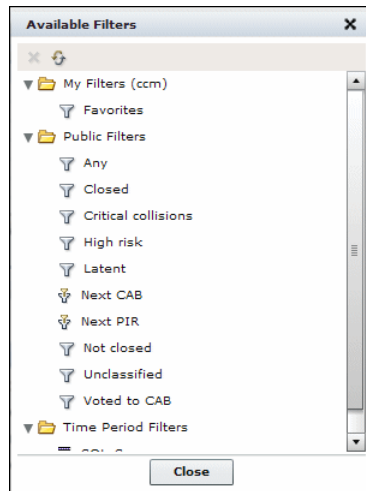 Available Filters
My Filters (ccm)
Favorites
Public Filters
Any
Closed
Critical collisions
High risk
Latent
Next CAB
Next PIR
Not closed
Unclassified
Voted to CAB
Time Period Filters
Close